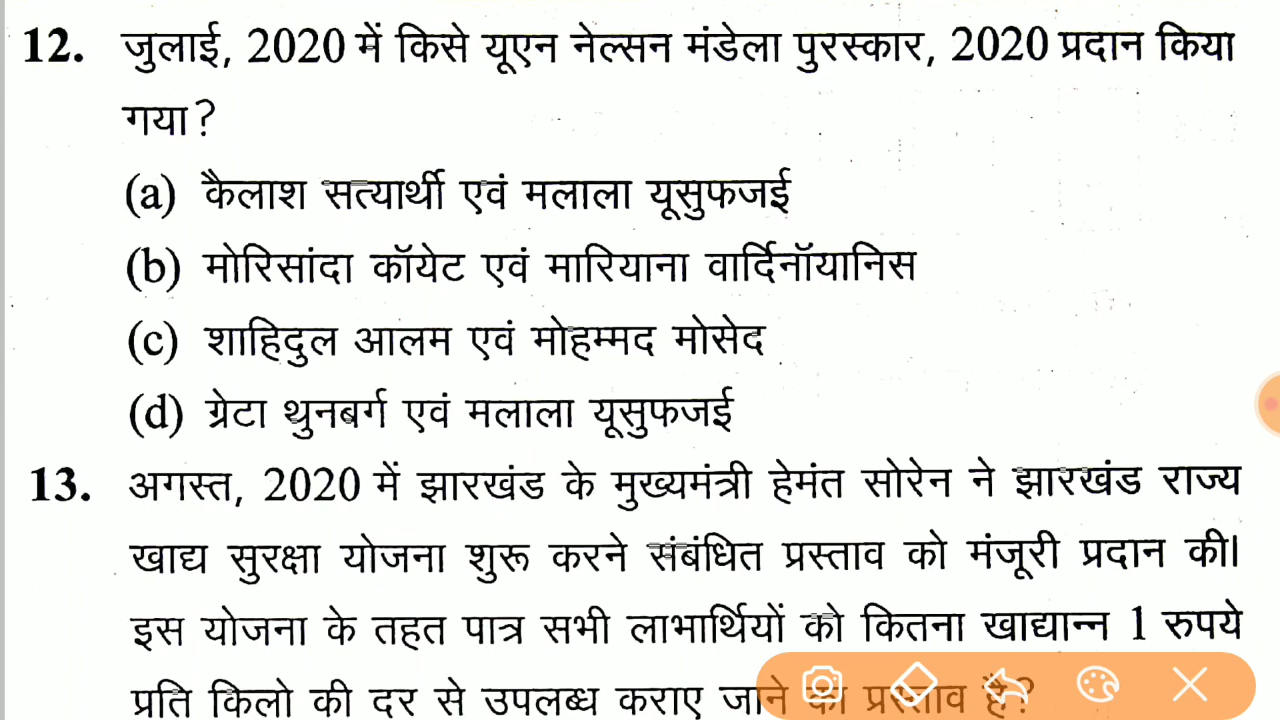 12. जुलाई, 2020 में किसे यूएन नेल्सन मंडेला पुरस्कार, 2020 प्रदान किया
गया?
(a) कैलाश सत्यार्थी एवं मलाला यूसुफजई
(b) मोरिसांदा कॉयेट एवं मारियाना वार्दिनॉयानिस
(c) शाहिदुल आलम एवं मोहम्मद मोसेद
(d) ग्रेटा थुनबर्ग एवं मलाला यूसुफजई
13. अगस्त, 2020 में झारखंड के मुख्यमंत्री हेमंत सोरेन ने झारखंड राज्य
खाद्य सुरक्षा योजना शुरू करने संबंधित प्रस्ताव को मंजूरी प्रदान की।
इस योजना के तहत पात्र सभी लाभार्थियों को कितना खाद्यान्न 1 रुपये
प्रति किलो की दर से उपलब्ध कराए जाने का प्रस्ताव है?